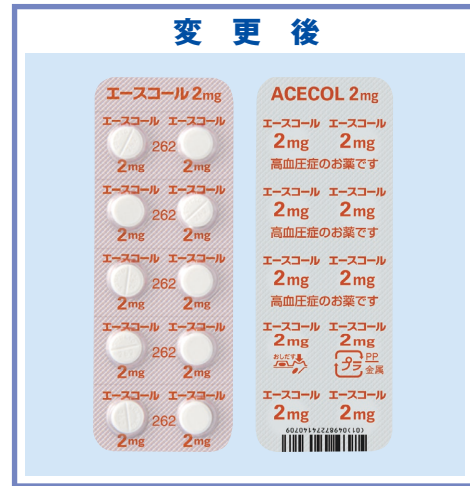 変更後
エースコール 2mg
エースコール エースコール
262
2mg 2mg
エースコール エースコール
262
2mg 2mg
エースコール エースコール
262
2mg 2mg
エースコール エースコール
262
2mg 2mg
エースコール エースコール
262
2mg 2mg
ACECOL 2mg
エースコール エースコール
2mg 2mg
高血圧症のお薬です
エースコール エースコール
2mg 2mg
高血圧症のお薬です
エースコール エースコール
2mg 2mg
高血圧症のお薬です
エースコール エースコール
2mg 2mg
おしだす プラ PP
金属
エースコール エースコール
2mg 2mg
(01)04987274140709